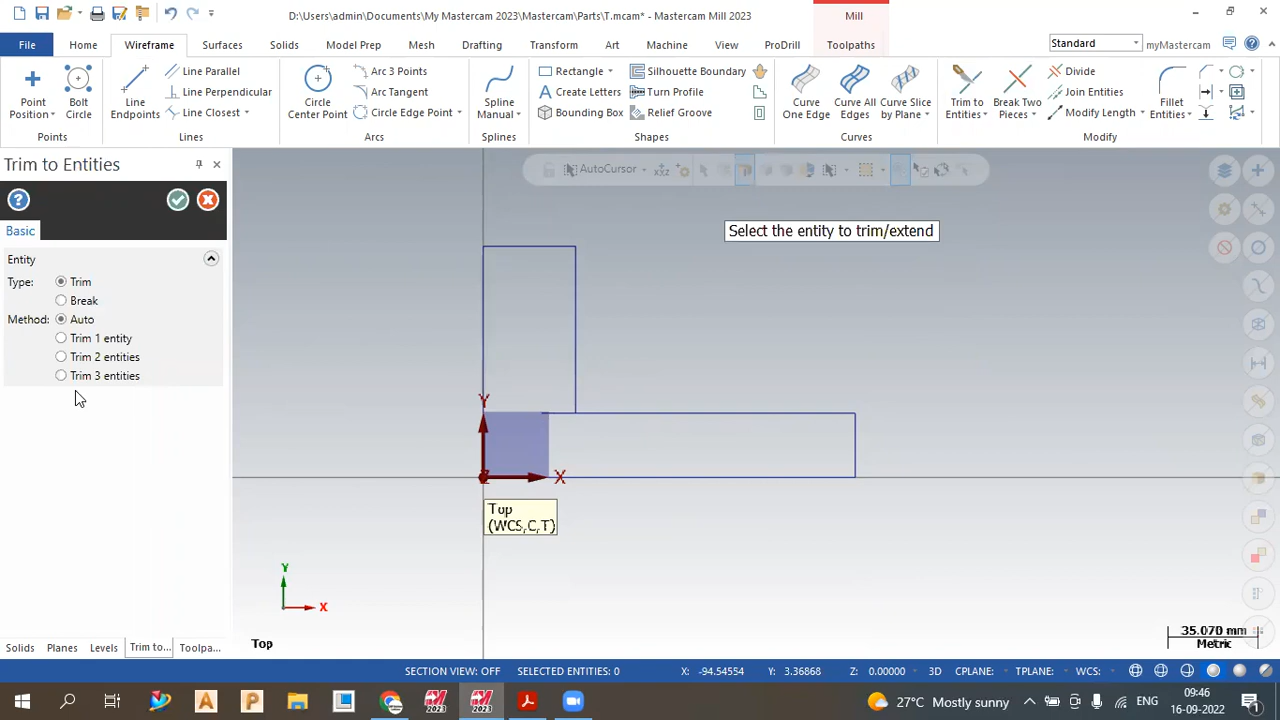 D:\Users\admin\Documents\My Mastercam 2023\Mastercam\Parts\T.mcam* - Mastercam Mill 2023
Mill
File Home Wireframe Surfaces Solids Model Prep Mesh Drafting Transform Art Machine View ProDrill Toolpaths
Standard
myMastercam
Point Position
Bolt Circle
Points
Line Endpoints
Line Parallel
Line Perpendicular
Line Closest
Lines
Circle Center Point
Arc 3 Points
Arc Tangent
Circle Edge Point
Arcs
Spline Manual
Splines
Rectangle
Create Letters
Bounding Box
Silhouette Boundary
Turn Profile
Relief Groove
Shapes
Curve One Edge
Curve All Edges
Curve Slice by Plane
Curves
Trim to Entities
Break Two Pieces
Divide
Join Entities
Modify Length
Fillet Entities
Modify
Trim to Entities
Basic
Entity
Type: Trim
Break
Method: Auto
Trim 1 entity
Trim 2 entities
Trim 3 entities
AutoCursor
Select the entity to trim/extend
Y
X
Top
(WCS,C,T)
Y
X
Top
35.070 mm
Metric
Solids Planes Levels Trim to... Toolpa...
SECTION VIEW: OFF SELECTED ENTITIES: 0 X: -94.54554 Y: 3.36868 Z: 0.00000 3D CPLANE: TPLANE: WCS:
27°C Mostly sunny
ENG
09:46
16-09-2022